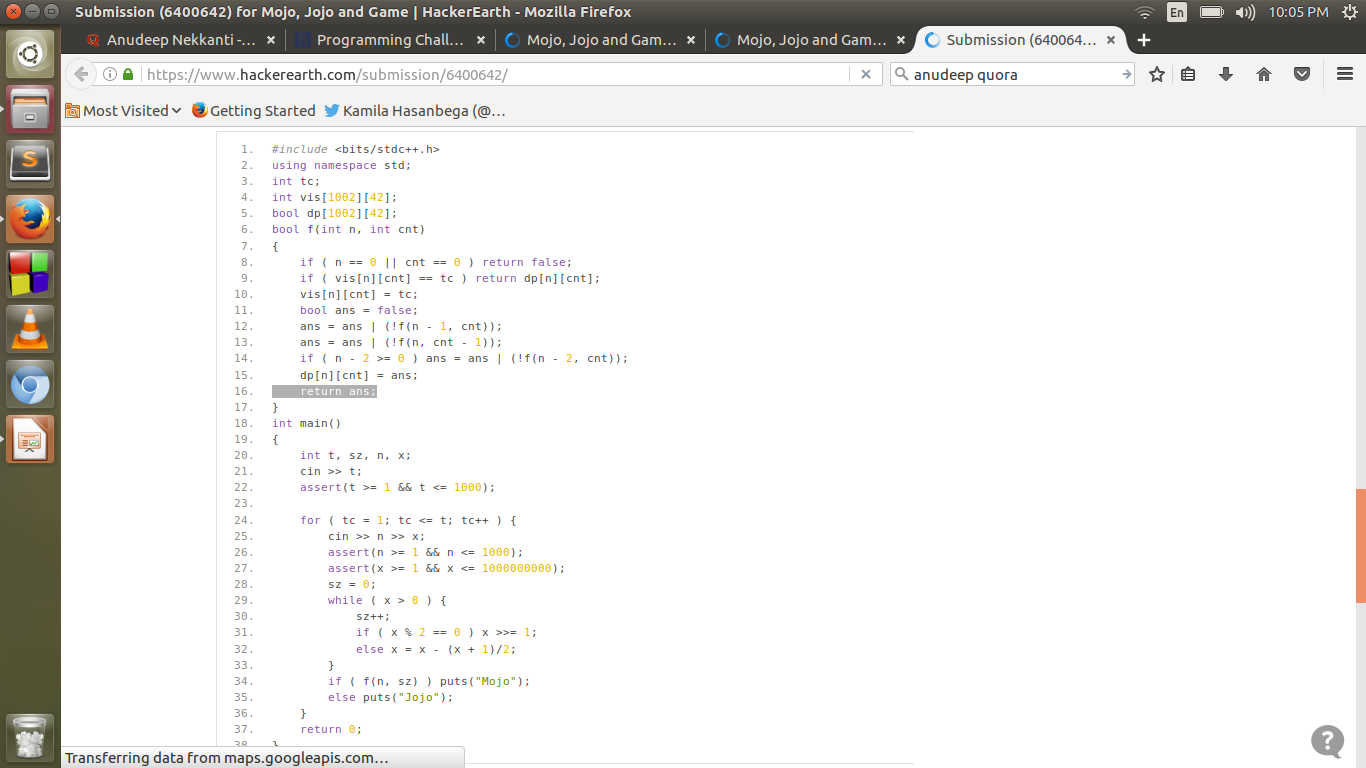 Submission (6400642) for Mojo, Jojo and Game | HackerEarth - Mozilla Firefox
En
10:05 PM
Anudeep Nekkanti -...
Programming Chall...
Mojo, Jojo and Gam...
Mojo, Jojo and Gam...
Submission (640064...
https://www.hackerearth.com/submission/6400642/
anudeep quora
Most Visited
Getting Started
Kamila Hasanbega (@...
1. #include <bits/stdc++.h>
2. using namespace std;
3. int tc;
4. int vis[1002][42];
5. bool dp[1002][42];
6. bool f(int n, int cnt)
7. {
8. if ( n == 0 || cnt == 0 ) return false;
9. if ( vis[n][cnt] == tc ) return dp[n][cnt];
10. vis[n][cnt] = tc;
11. bool ans = false;
12. ans = ans | (!f(n - 1, cnt));
13. ans = ans | (!f(n, cnt - 1));
14. if ( n - 2 >= 0 ) ans = ans | (!f(n - 2, cnt));
15. dp[n][cnt] = ans;
16. return ans;
17. }
18. int main()
19. {
20. int t, sz, n, x;
21. cin >> t;
22. assert(t >= 1 && t <= 1000);
23.
24. for ( tc = 1; tc <= t; tc++ ) {
25. cin >> n >> x;
26. assert(n >= 1 && n <= 1000);
27. assert(x >= 1 && x <= 1000000000);
28. sz = 0;
29. while ( x > 0 ) {
30. sz++;
31. if ( x % 2 == 0 ) x >>= 1;
32. else x = x - (x + 1)/2;
33. }
34. if ( f(n, sz) ) puts("Mojo");
35. else puts("Jojo");
36. }
37. return 0;
38. }
Transferring data from maps.googleapis.com...
?